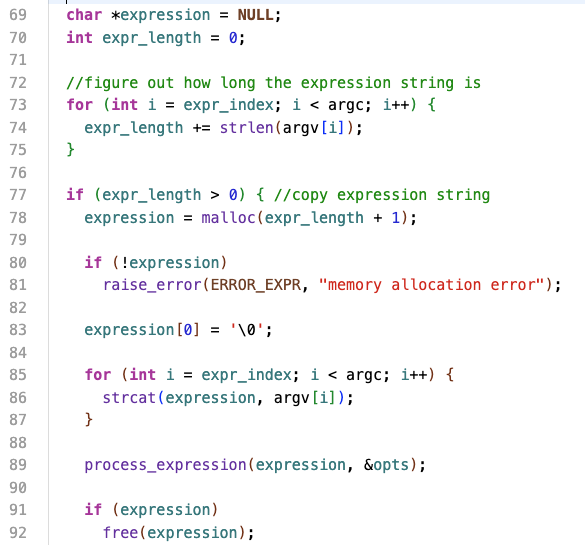 69 char *expression = NULL;
70 int expr_length = 0;
71
72 //figure out how long the expression string is
73 for (int i = expr_index; i < argc; i++) {
74   expr_length += strlen(argv[i]);
75 }
76
77 if (expr_length > 0) { //copy expression string
78   expression = malloc(expr_length + 1);
79
80   if (!expression)
81     raise_error(ERROR_EXPR, "memory allocation error");
82
83   expression[0] = '\0';
84
85   for (int i = expr_index; i < argc; i++) {
86     strcat(expression, argv[i]);
87   }
88
89   process_expression(expression, &opts);
90
91   if (expression)
92     free(expression);